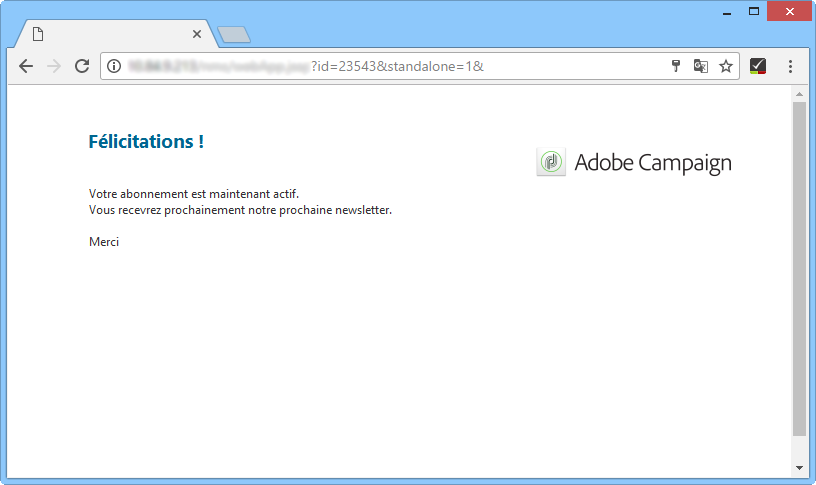 ?id=23543&standalone=1&
Félicitations !
Adobe Campaign
Votre abonnement est maintenant actif.
Vous recevrez prochainement notre prochaine newsletter.
Merci